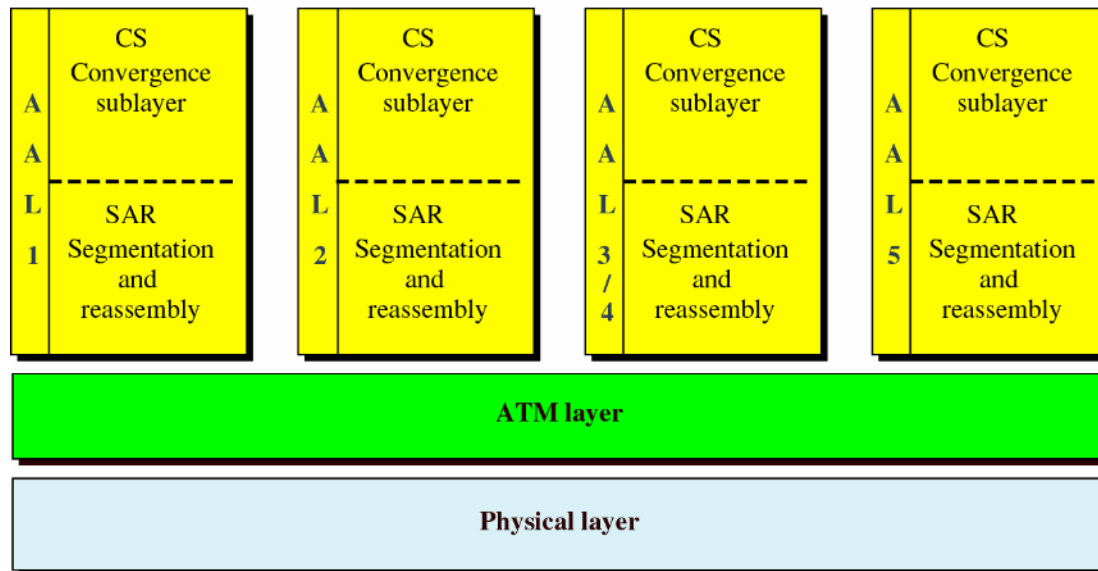 A
A
L
1
CS
Convergence
sublayer
SAR
Segmentation
and
reassembly
A
A
L
2
CS
Convergence
sublayer
SAR
Segmentation
and
reassembly
A
A
L
3
/
4
CS
Convergence
sublayer
SAR
Segmentation
and
reassembly
A
A
L
5
CS
Convergence
sublayer
SAR
Segmentation
and
reassembly
ATM layer
Physical layer